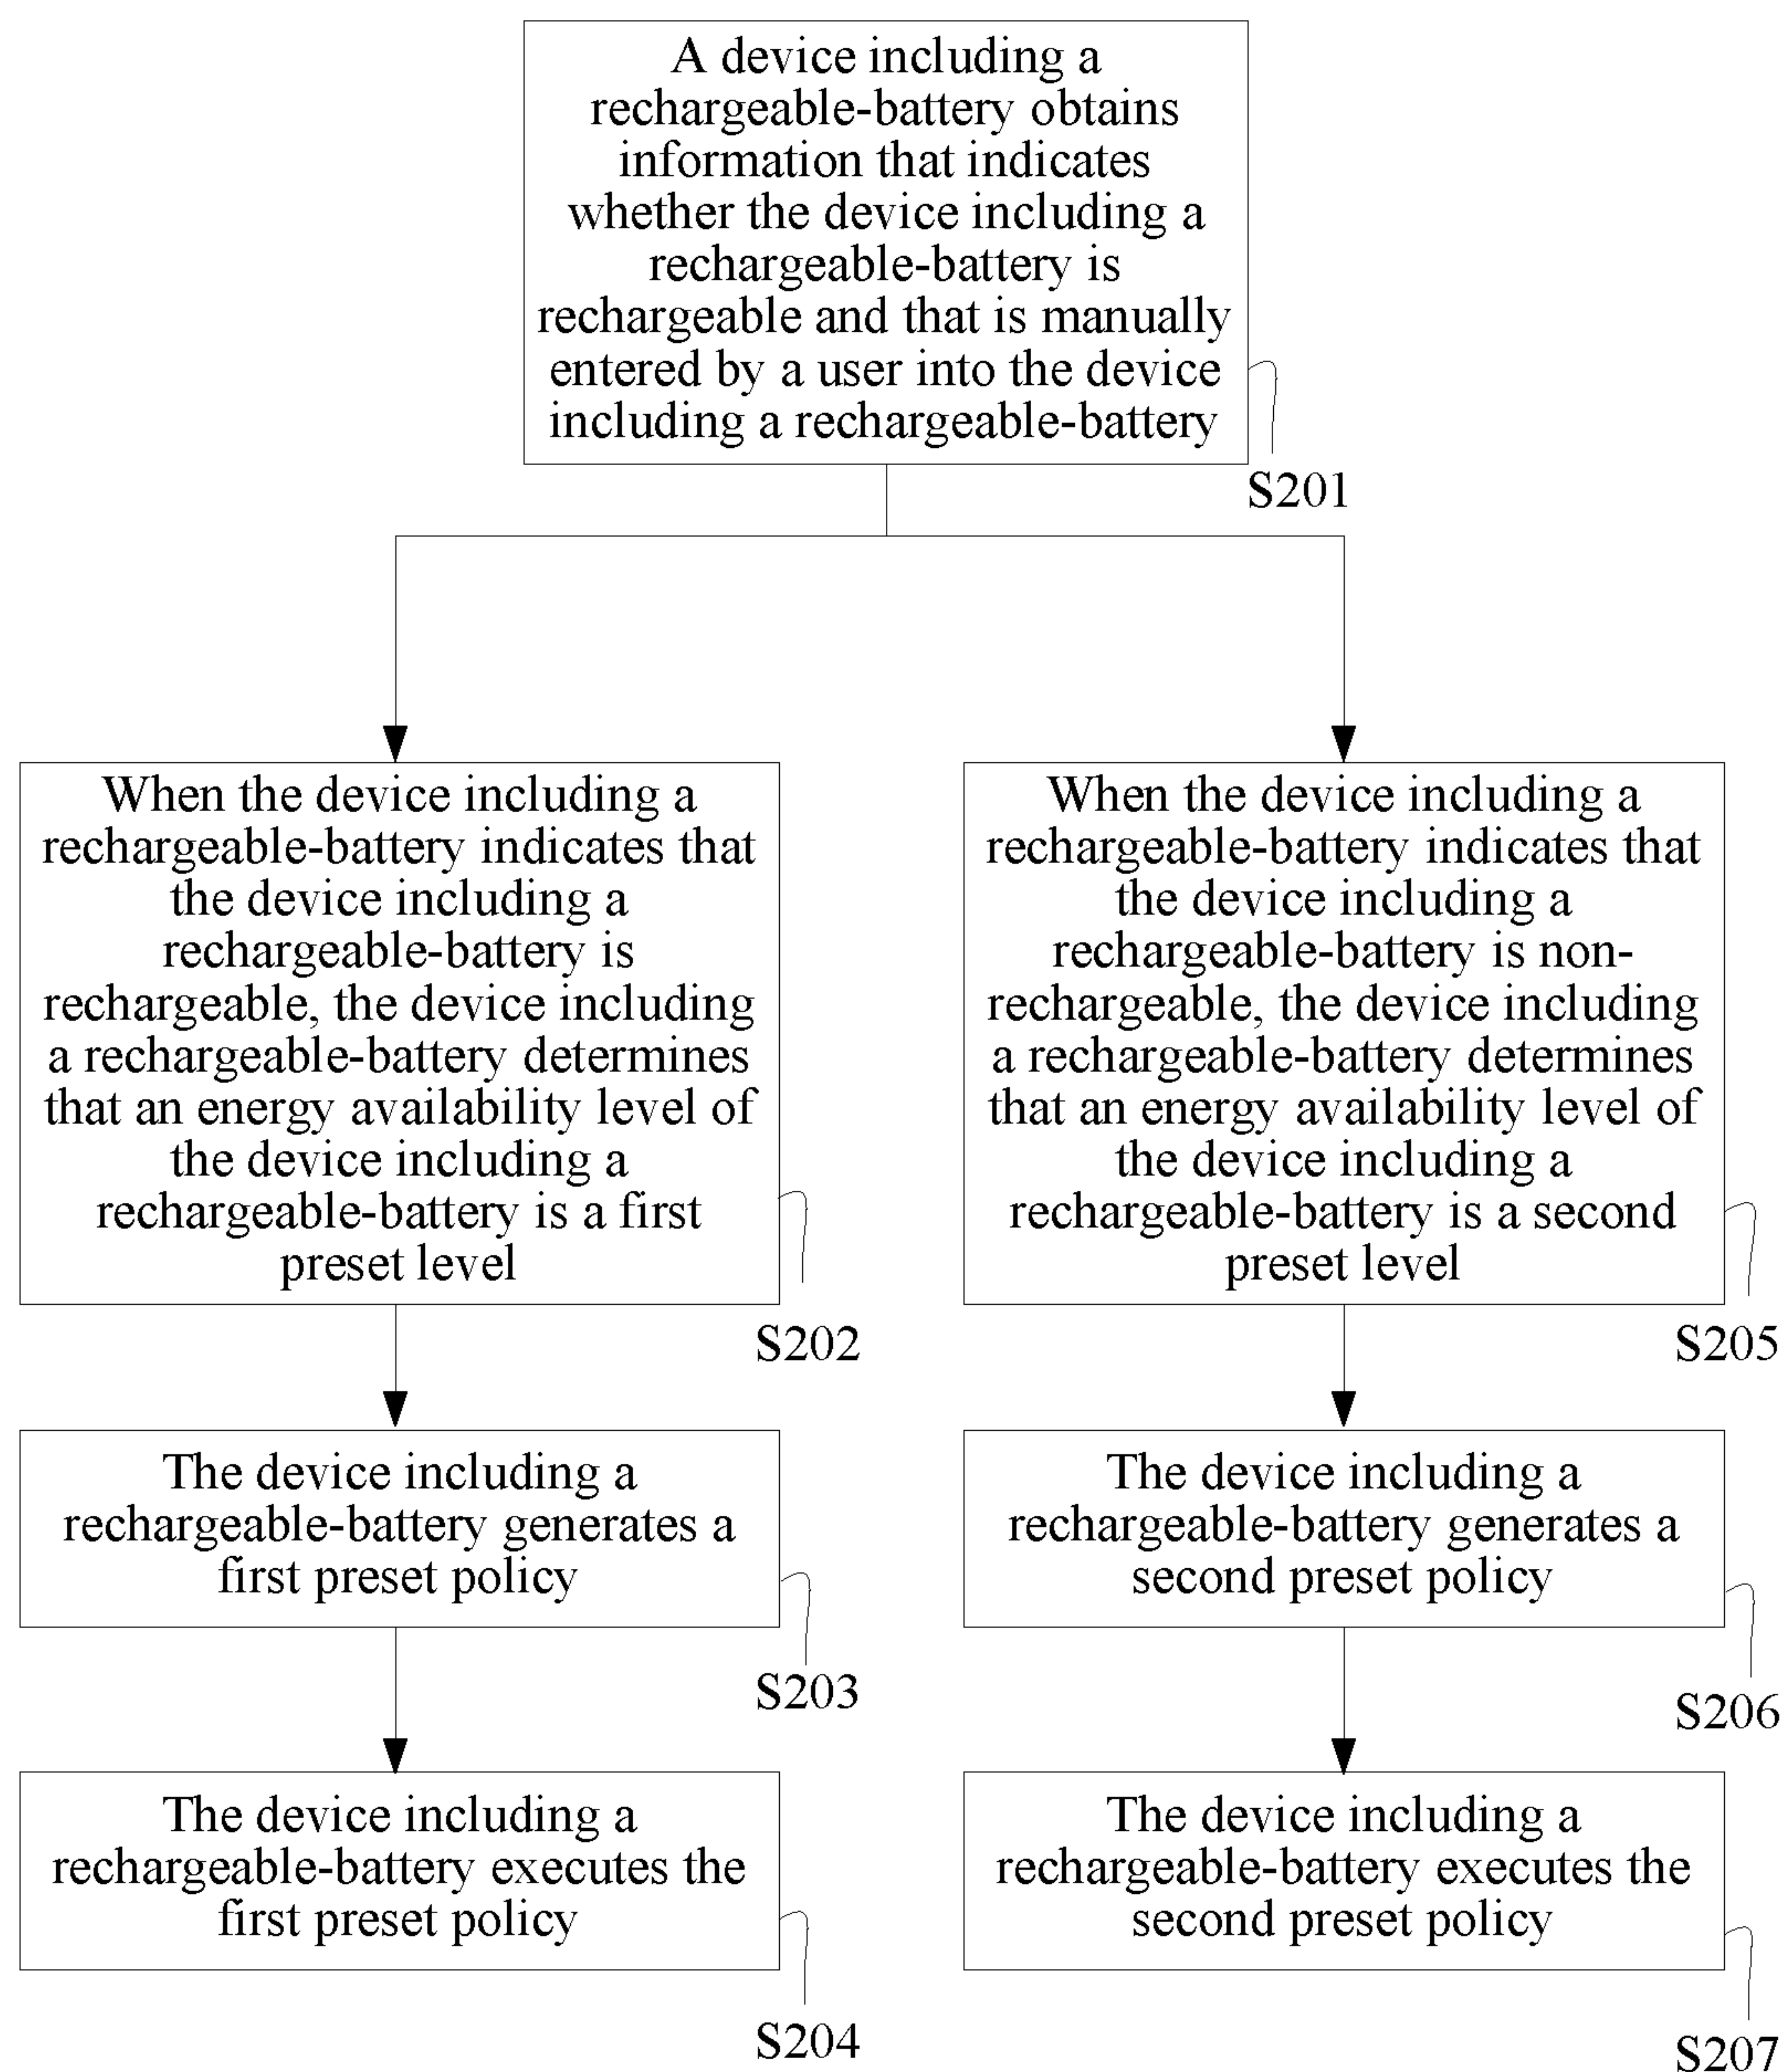 A device including a
rechargeable-battery obtains
information that indicates
whether the device including a
rechargeable-battery is
rechargeable and that is manually
entered by a user into the device
including a rechargeable-battery
S201
When the device including a
rechargeable-battery indicates that
the device including a
rechargeable-battery is
rechargeable, the device including
a rechargeable-battery determines
that an energy availability level of
the device including a
rechargeable-battery is a first
preset level
S202
When the device including a
rechargeable-battery indicates that
the device including a
rechargeable-battery is non-
rechargeable, the device including
a rechargeable-battery determines
that an energy availability level of
the device including a
rechargeable-battery is a second
preset level
S205
The device including a
rechargeable-battery generates a
first preset policy
S203
The device including a
rechargeable-battery generates a
second preset policy
S206
The device including a
rechargeable-battery executes the
first preset policy
S204
The device including a
rechargeable-battery executes the
second preset policy
S207